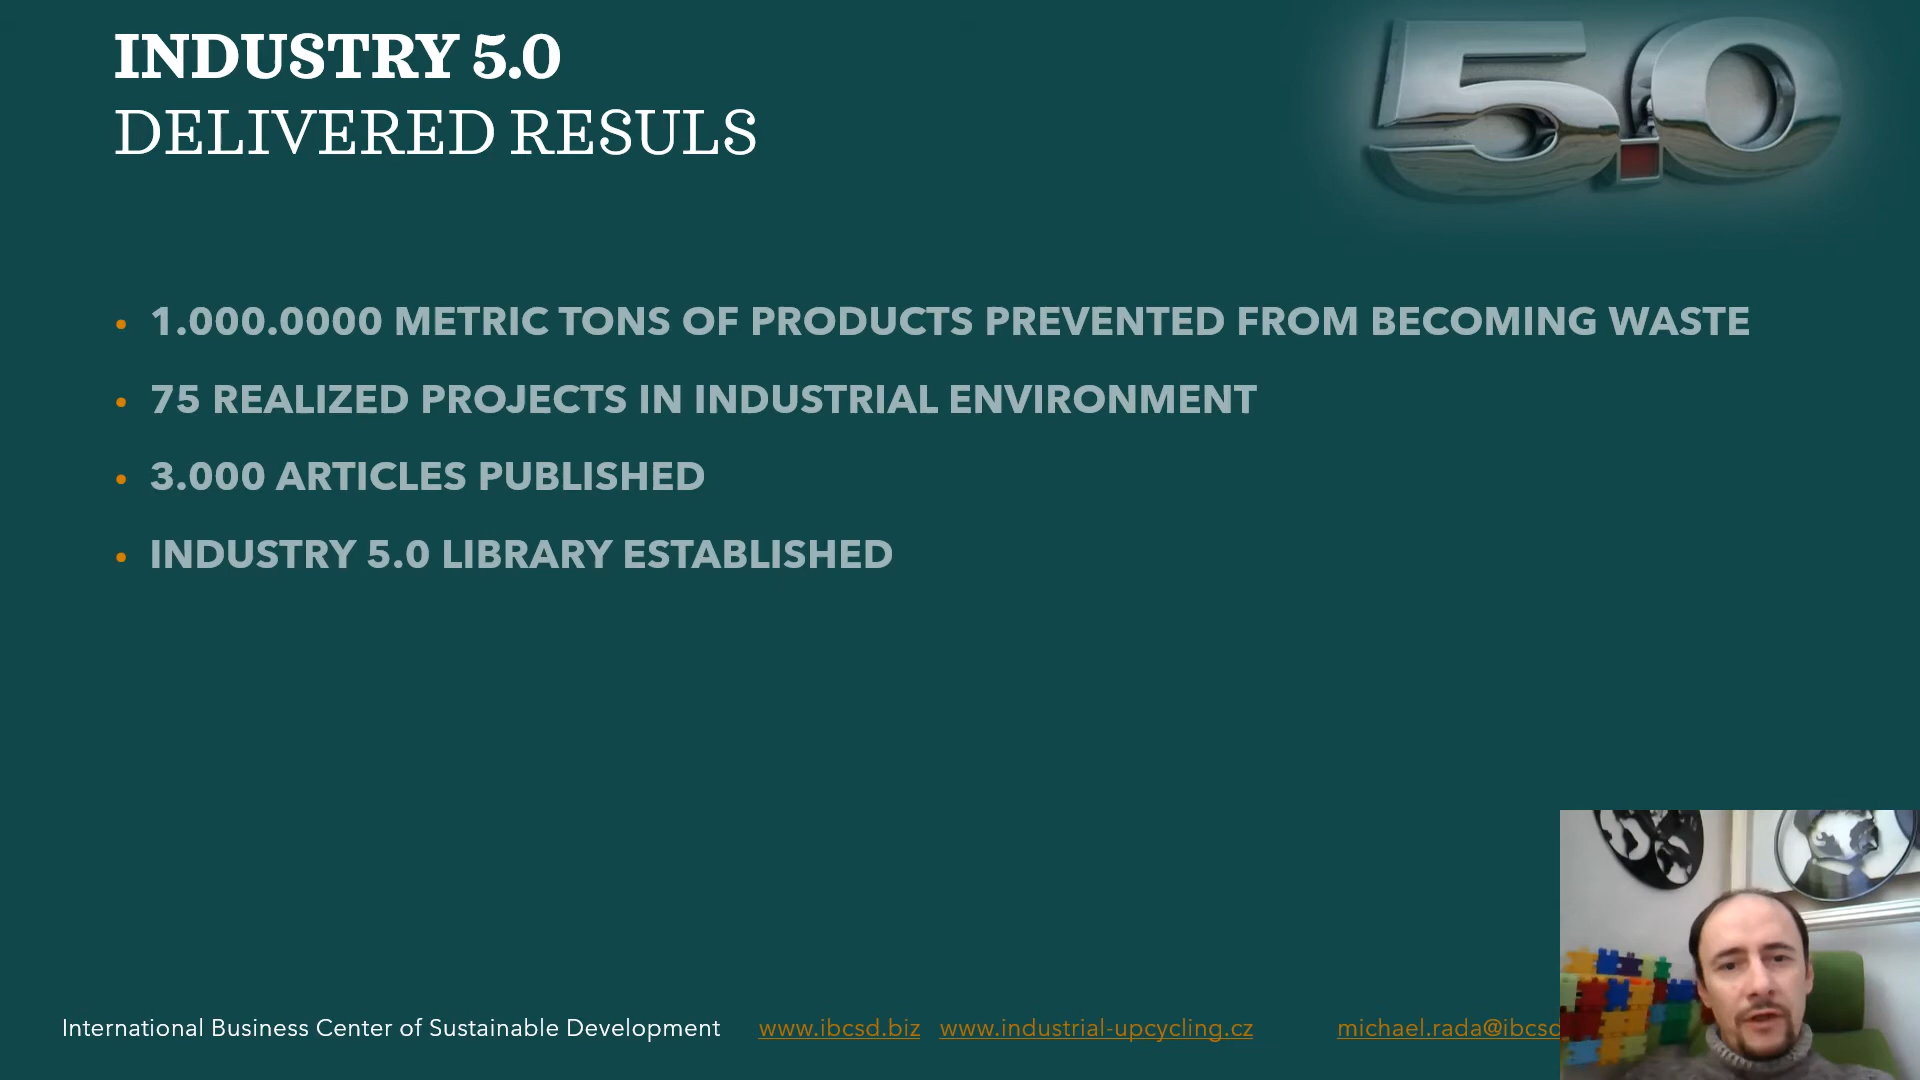 INDUSTRY 5.0
DELIVERED RESULS
5.0
• 1.000.0000 METRIC TONS OF PRODUCTS PREVENTED FROM BECOMING WASTE
• 75 REALIZED PROJECTS IN INDUSTRIAL ENVIRONMENT
• 3.000 ARTICLES PUBLISHED
• INDUSTRY 5.0 LIBRARY ESTABLISHED
International Business Center of Sustainable Development www.ibcsd.biz www.industrial-upcycling.cz michael.rada@ibcsd